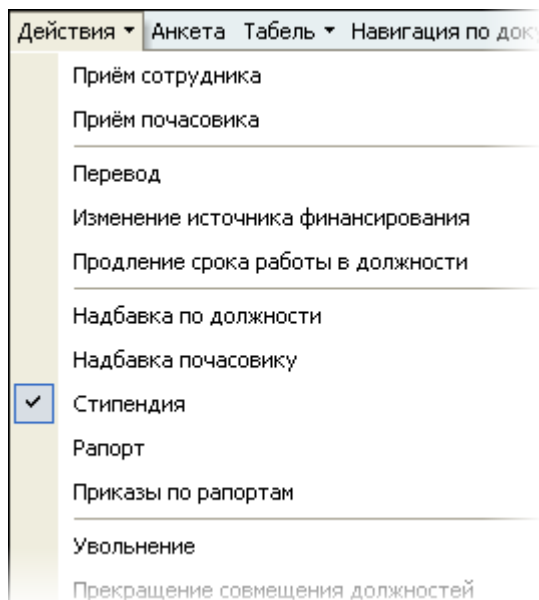 Действия Анкета Табель Навигация по док
Приём сотрудника
Приём почасовика
Перевод
Изменение источника финансирования
Продление срока работы в должности
Надбавка по должности
Надбавка почасовику
Стипендия
Рапорт
Приказы по рапортам
Увольнение
Прекращение совмещения должностей